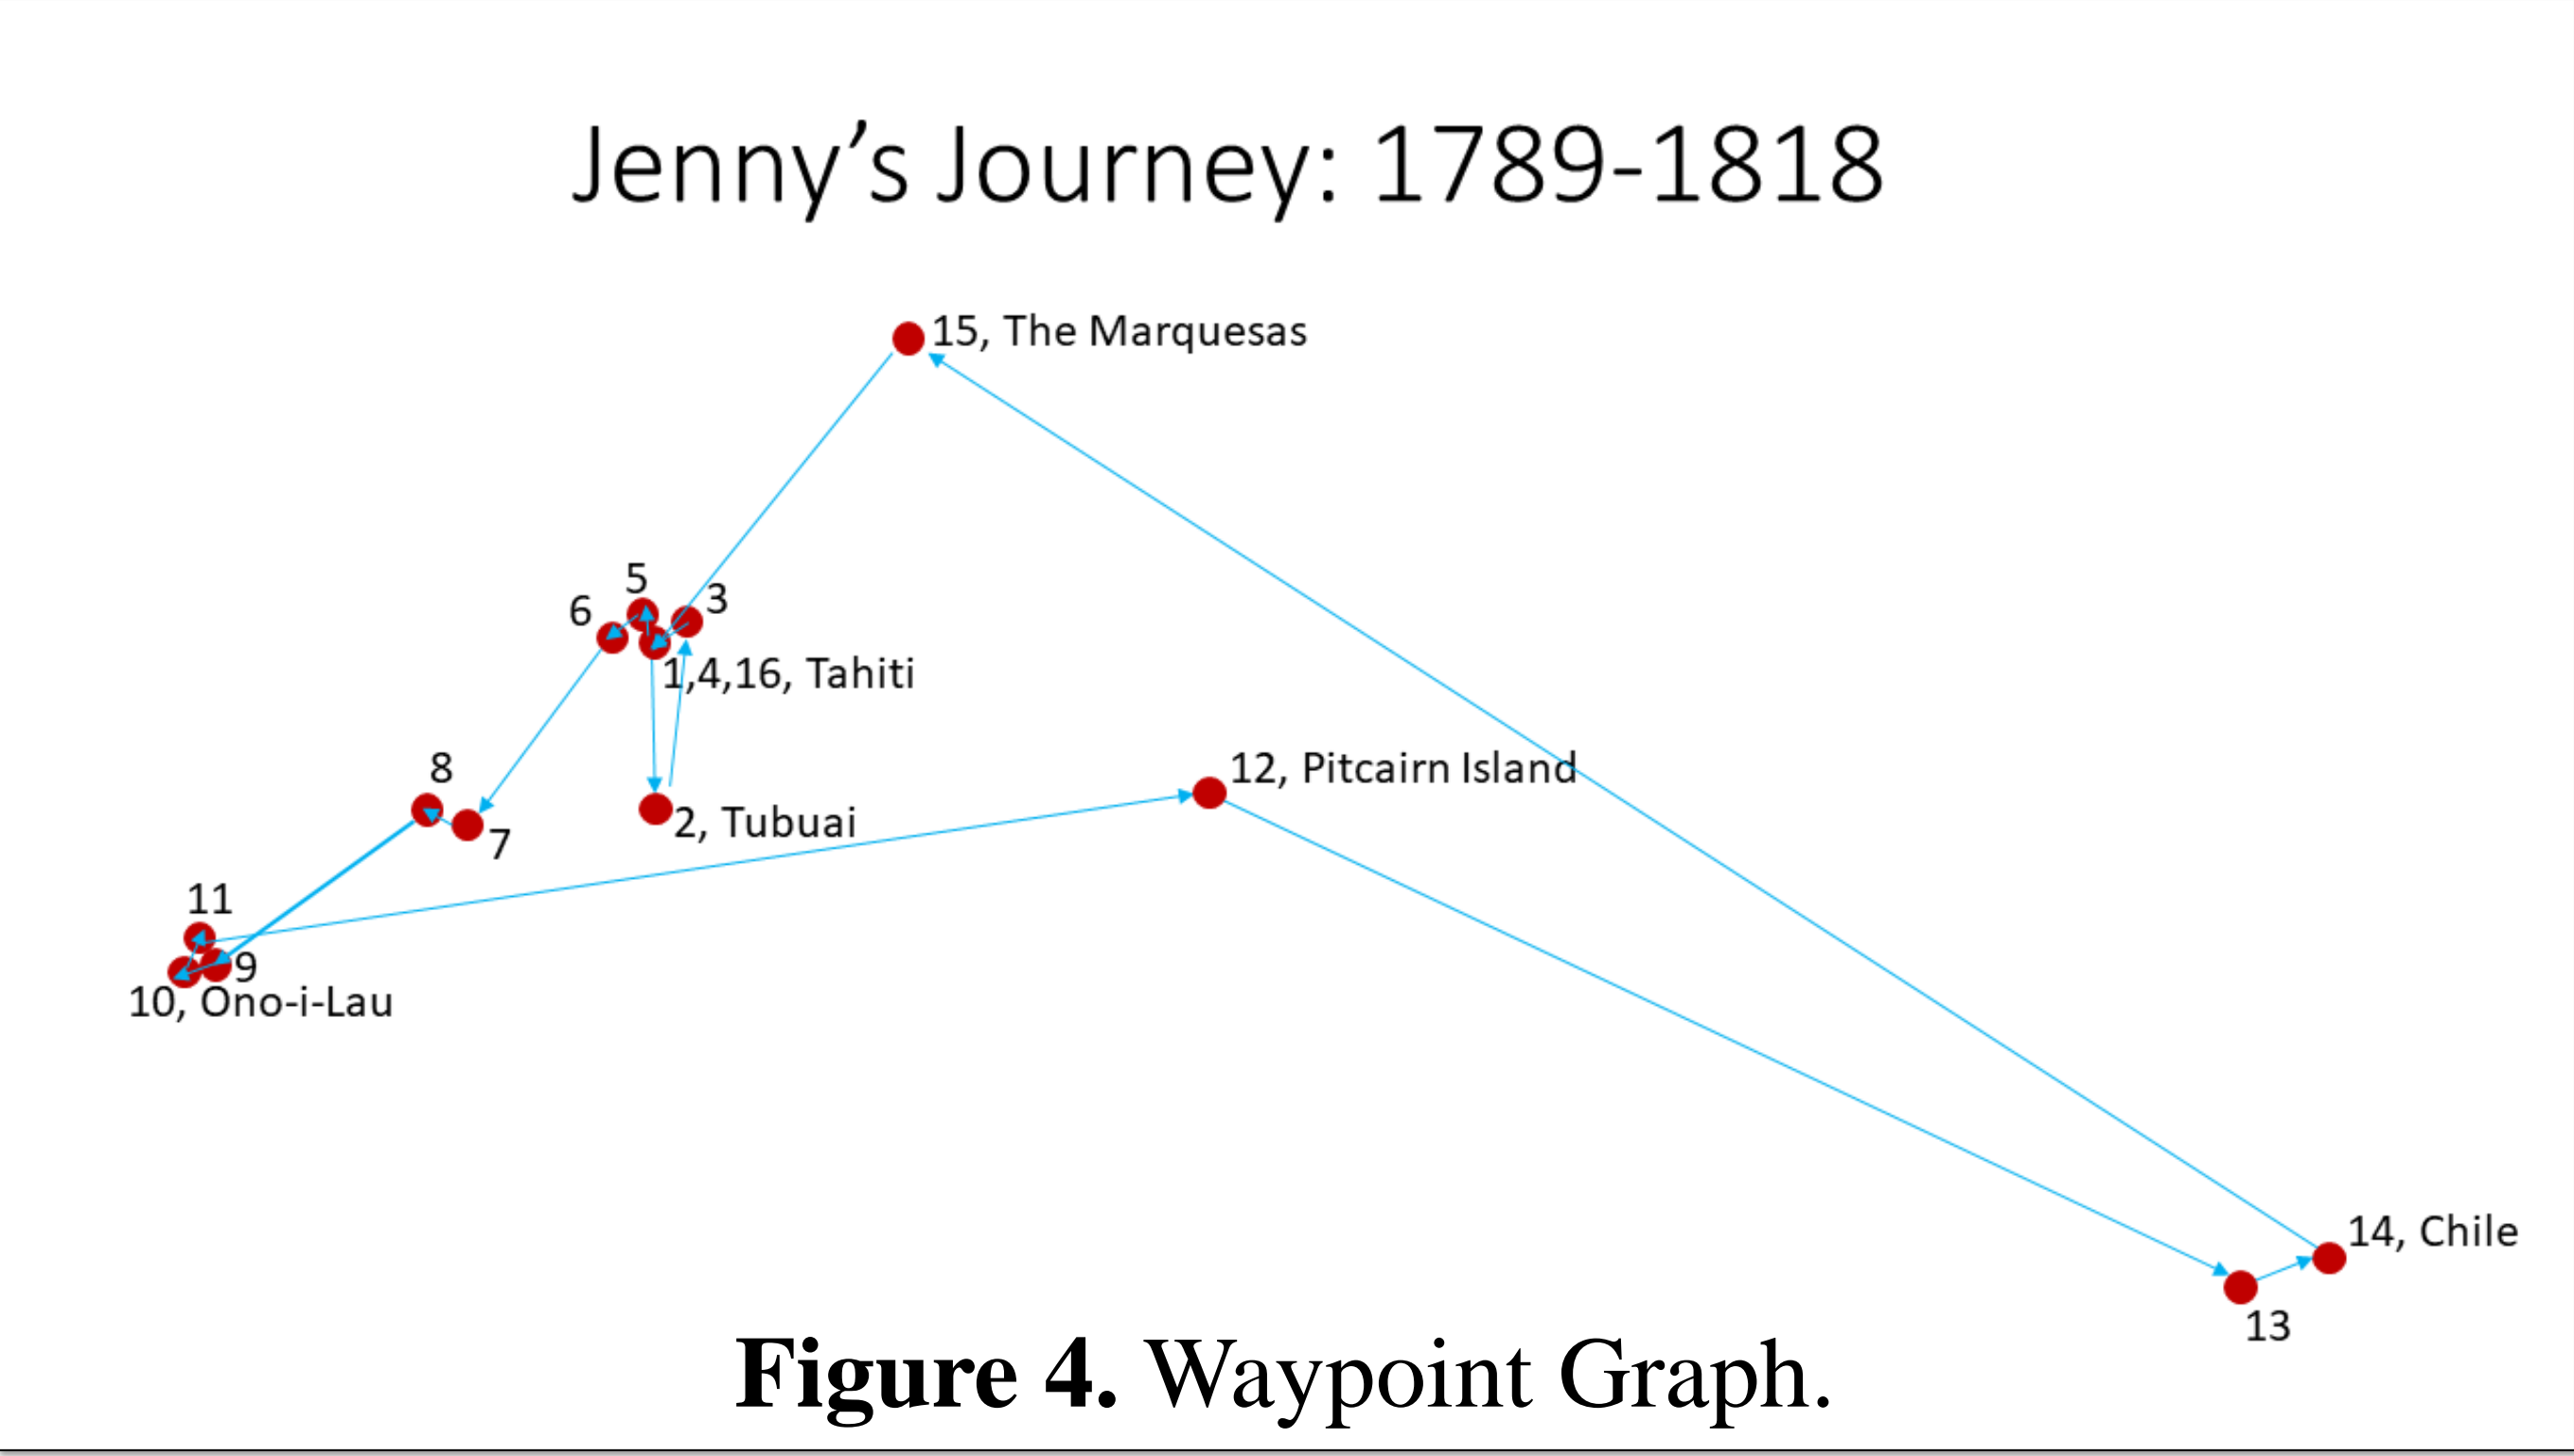 Jenny’s Journey: 1789-1818
15, The Marquesas
5
3
6
1,4,16, Tahiti
8
12, Pitcairn Island
2, Tubuai
7
11
9
10, Ono-i-Lau
14, Chile
13
Figure 4. Waypoint Graph.